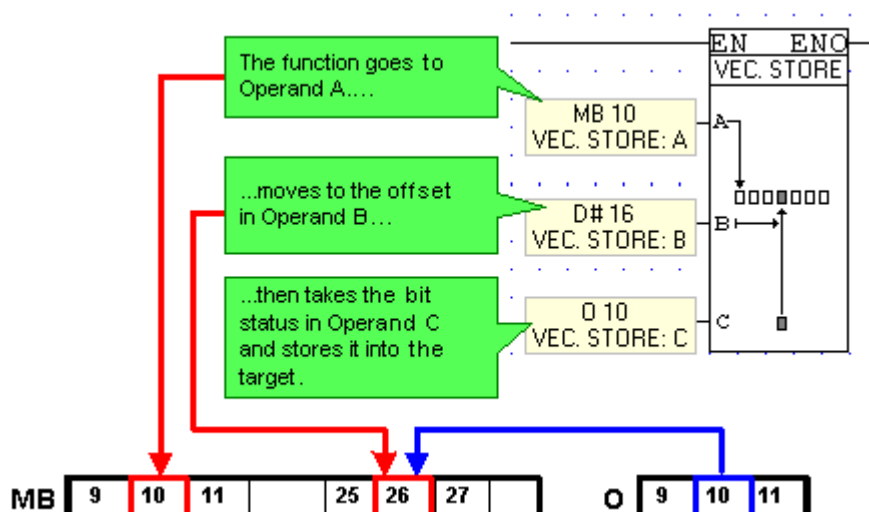 The function goes to
Operand A....
EN ENO
VEC. STORE
MB 10
VEC. STORE: A
A
...moves to the offset
in Operand B...
D# 16
VEC. STORE: B
B
...then takes the bit
status in Operand C
and stores it into the
target.
O 10
VEC. STORE: C
C
MB 9 10 11 25 26 27
O 9 10 11